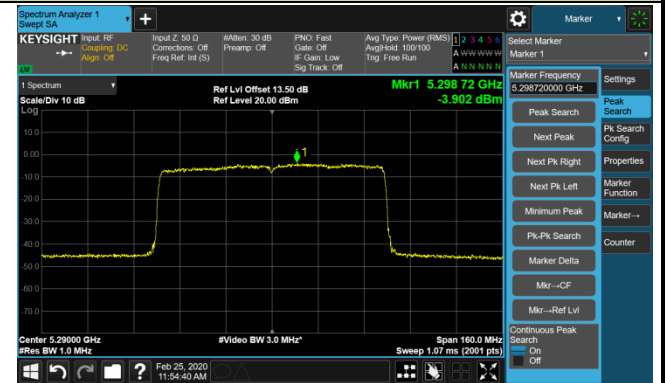 Spectrum Analyzer 1
Swept SA
+
Marker
KEYSIGHT
Input: RF
Coupling: DC
Align: Off
Input Z: 50 Ω
Corrections: Off
Freq Ref: Int (S)
#Atten: 30 dB
Preamp: Off
PNO: Fast
Gate: Off
IF Gain: Low
Sig Track: Off
Avg Type: Power (RMS)
Avg|Hold: 100/100
Trig: Free Run
1 2 3 4 5 6
A W W W W W
A N N N N N
Select Marker
Marker 1
LXI
1 Spectrum
Scale/Div 10 dB
Log
Ref Lvl Offset 13.50 dB
Ref Level 20.00 dBm
Mkr1 5.298 72 GHz
-3.902 dBm
10.0
0.00
-10.0
-20.0
-30.0
-40.0
-50.0
-60.0
-70.0
1
Center 5.29000 GHz
#Res BW 1.0 MHz
#Video BW 3.0 MHz*
Span 160.0 MHz
Sweep 1.07 ms (2001 pts)
Marker Frequency
5.298720000 GHz
Peak Search
Next Peak
Next Pk Right
Next Pk Left
Minimum Peak
Pk-Pk Search
Marker Delta
Mkr→CF
Mkr→Ref Lvl
Continuous Peak
Search
On
Off
Settings
Peak
Search
Pk Search
Config
Properties
Marker
Function
Marker→
Counter
?
Feb 25, 2020
11:54:40 AM